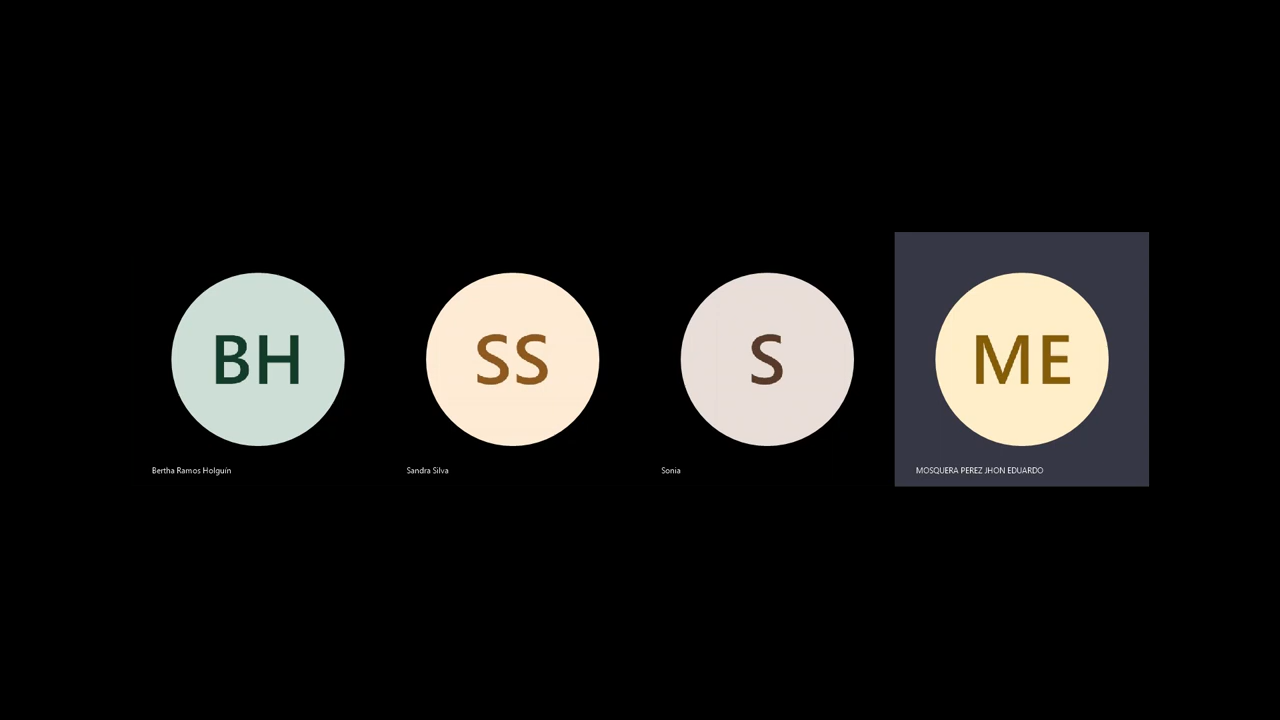 BH
SS
S
ME
Bertha Ramos Holguín
Sandra Silva
Sonia
MOSQUERA PEREZ JHON EDUARDO